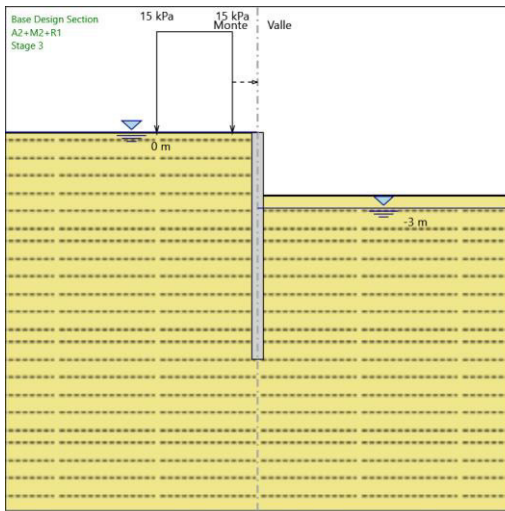 Base Design Section
A2+M2+R1
Stage 3
15 kPa 15 kPa
Monte Valle
0 m
-3 m